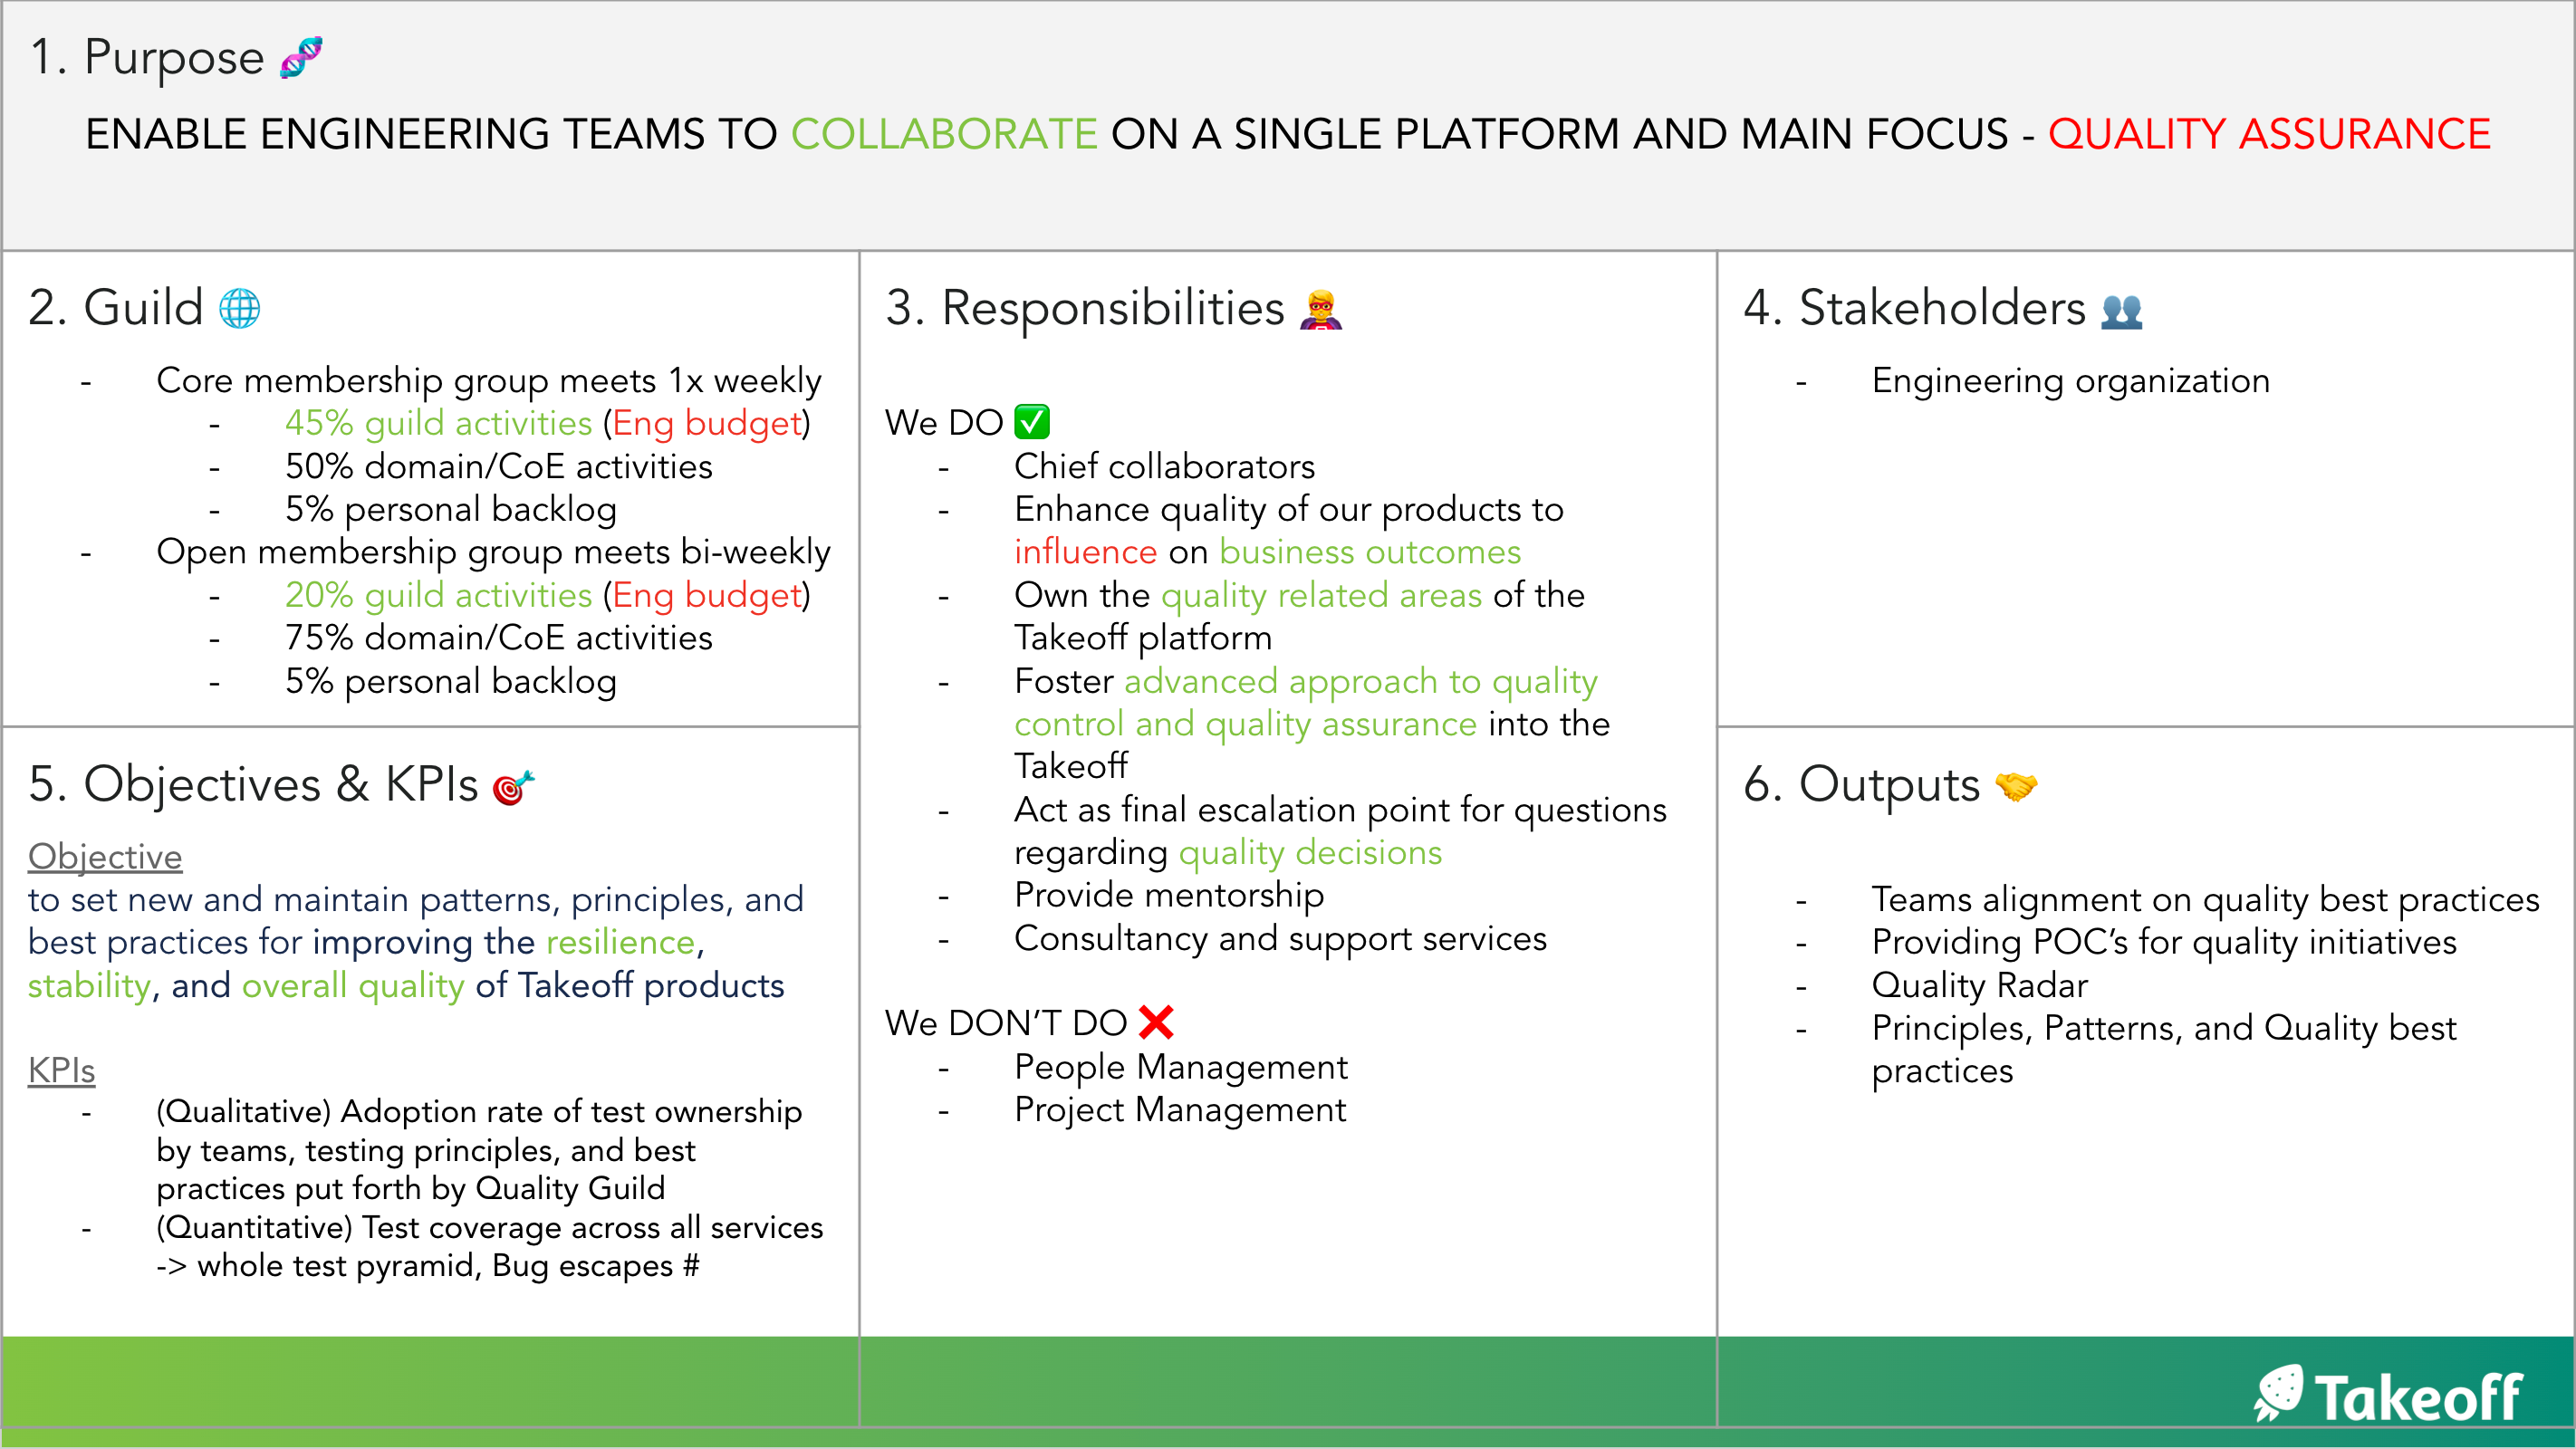 1. Purpose 🧬
ENABLE ENGINEERING TEAMS TO COLLABORATE ON A SINGLE PLATFORM AND MAIN FOCUS - QUALITY ASSURANCE
2. Guild 🌐
- Core membership group meets 1x weekly
- 45% guild activities (Eng budget)
- 50% domain/CoE activities
- 5% personal backlog
- Open membership group meets bi-weekly
- 20% guild activities (Eng budget)
- 75% domain/CoE activities
- 5% personal backlog
3. Responsibilities 🦸
We DO ✅
- Chief collaborators
- Enhance quality of our products to
influence on business outcomes
- Own the quality related areas of the
Takeoff platform
- Foster advanced approach to quality
control and quality assurance into the
Takeoff
- Act as final escalation point for questions
regarding quality decisions
- Provide mentorship
- Consultancy and support services
We DON'T DO ❌
- People Management
- Project Management
4. Stakeholders 👥
- Engineering organization
5. Objectives & KPIs 🎯
Objective
to set new and maintain patterns, principles, and
best practices for improving the resilience,
stability, and overall quality of Takeoff products
KPIs
- (Qualitative) Adoption rate of test ownership
by teams, testing principles, and best
practices put forth by Quality Guild
- (Quantitative) Test coverage across all services
-> whole test pyramid, Bug escapes #
6. Outputs 🤝
- Teams alignment on quality best practices
- Providing POC's for quality initiatives
- Quality Radar
- Principles, Patterns, and Quality best
practices
Takeoff